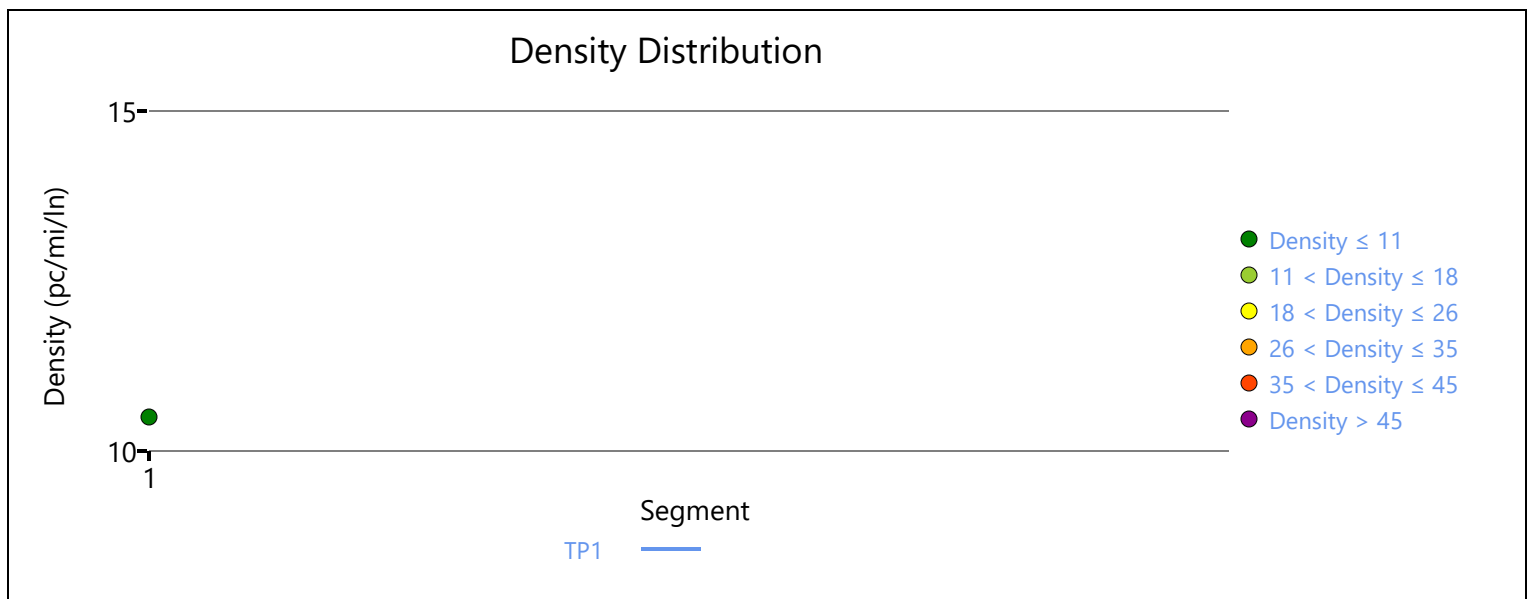 Density Distribution
15
Density (pc/mi/ln)
10
1
Segment
TP1
Density ≤ 11
11 < Density ≤ 18
18 < Density ≤ 26
26 < Density ≤ 35
35 < Density ≤ 45
Density > 45